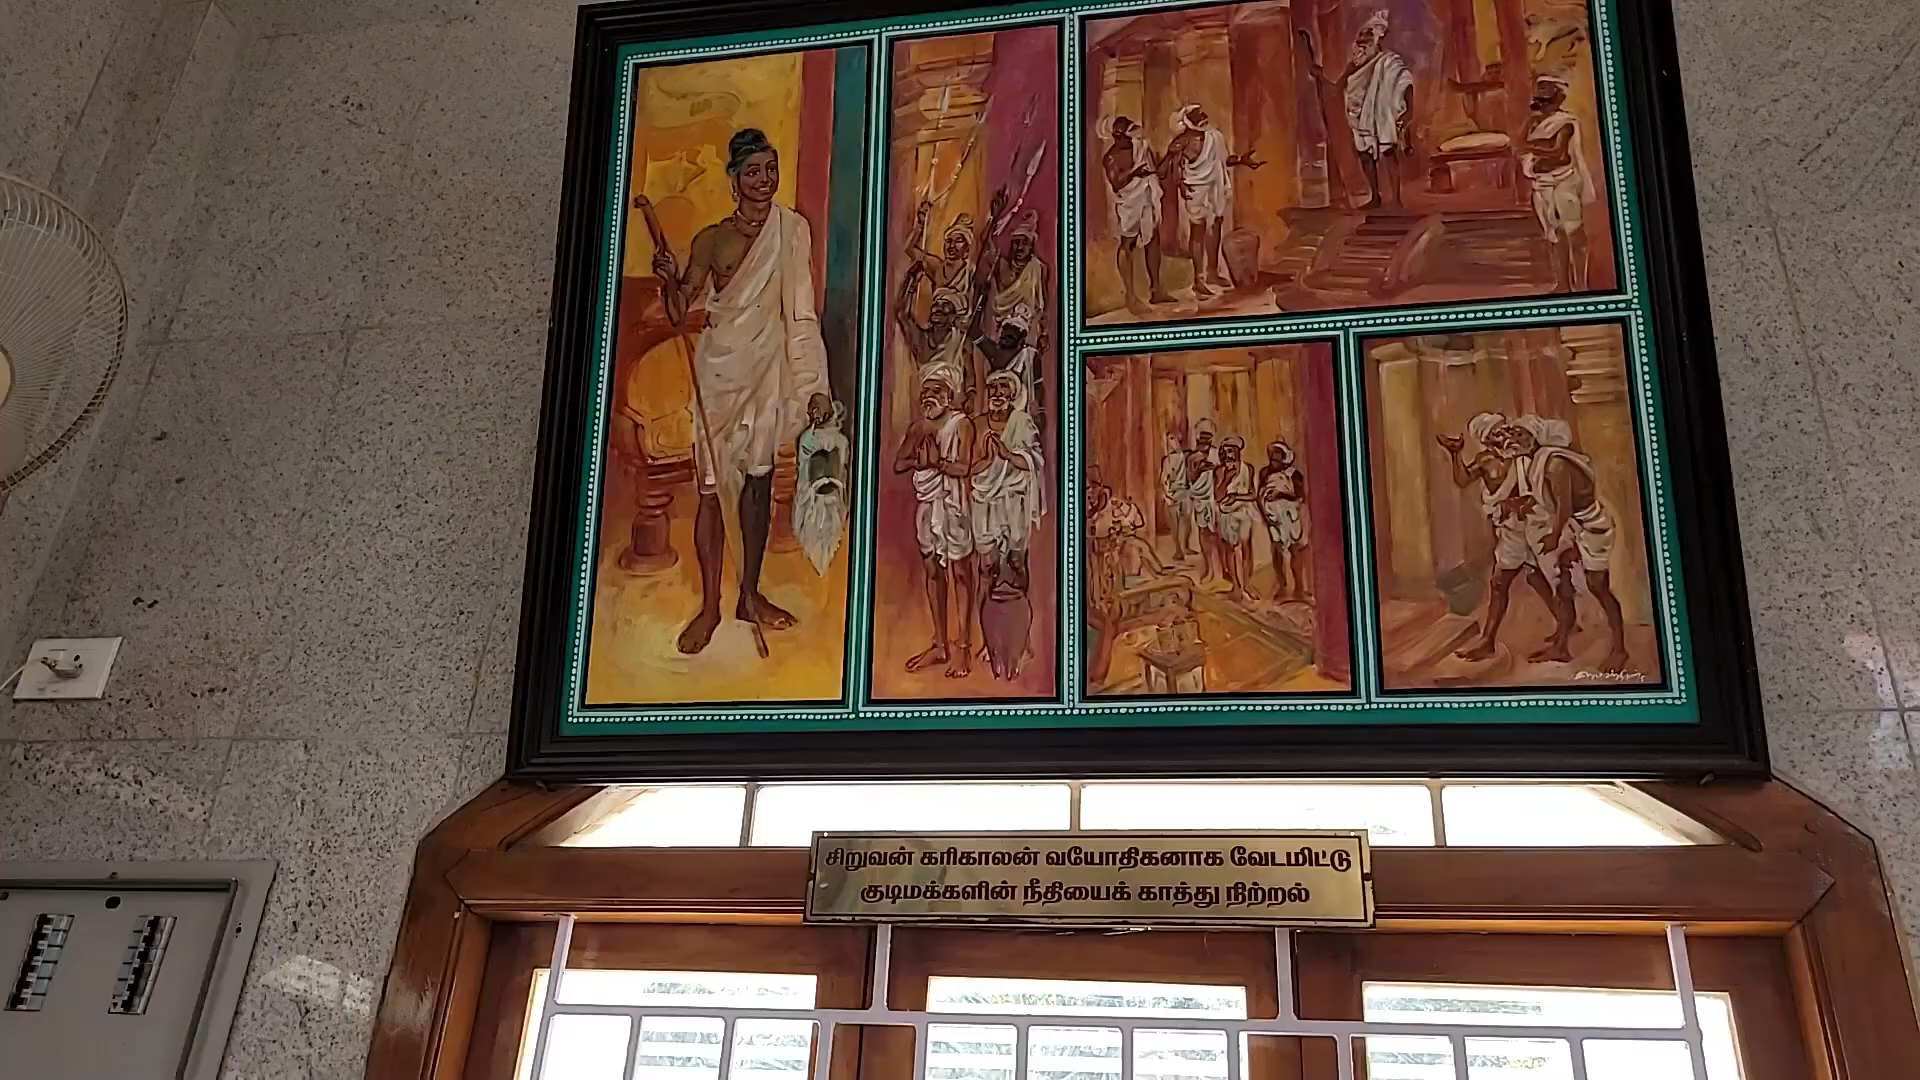 சிறுவன் கரிகாலன் வயோதிகனாக வேடமிட்டு
குடிமக்களின் நீதியைக் காத்து நிற்றல்